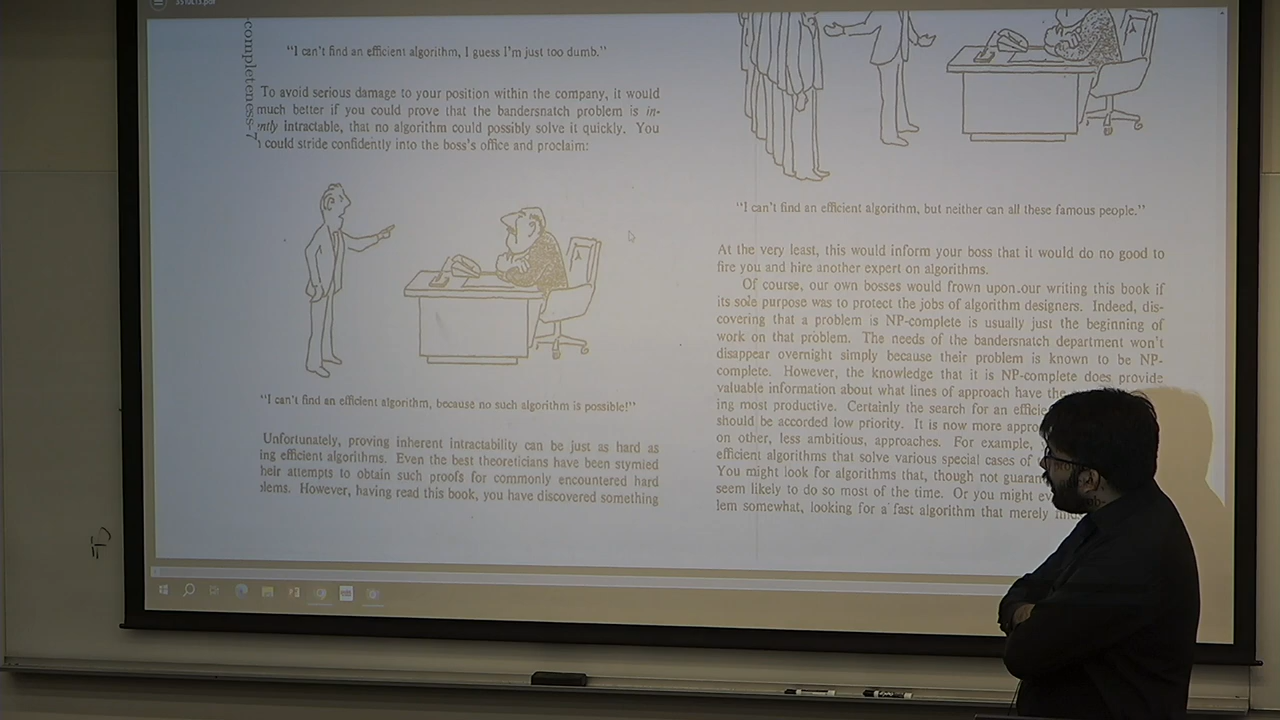 351OL13.pdf
completeness-7
"I can't find an efficient algorithm, I guess I'm just too dumb."
To avoid serious damage to your position within the company, it would
much better if you could prove that the bandersnatch problem is in-
ntly intractable, that no algorithm could possibly solve it quickly. You
could stride confidently into the boss's office and proclaim:
"I can't find an efficient algorithm, because no such algorithm is possible!"
Unfortunately, proving inherent intractability can be just as hard as
ing efficient algorithms. Even the best theoreticians have been stymied
heir attempts to obtain such proofs for commonly encountered hard
lems. However, having read this book, you have discovered something
"I can't find an efficient algorithm, but neither can all these famous people."
At the very least, this would inform your boss that it would do no good to
fire you and hire another expert on algorithms.
Of course, our own bosses would frown upon our writing this book if
its sole purpose was to protect the jobs of algorithm designers. Indeed, dis-
covering that a problem is NP-complete is usually just the beginning of
work on that problem. The needs of the bandersnatch department won't
disappear overnight simply because their problem is known to be NP-
complete. However, the knowledge that it is NP-complete does provide
valuable information about what lines of approach have the
ing most productive. Certainly the search for an efficie
should be accorded low priority. It is now more appro
on other, less ambitious, approaches. For example,
efficient algorithms that solve various special cases of
You might look for algorithms that, though not guaran
seem likely to do so most of the time. Or you might ev
lem somewhat, looking for a fast algorithm that merely